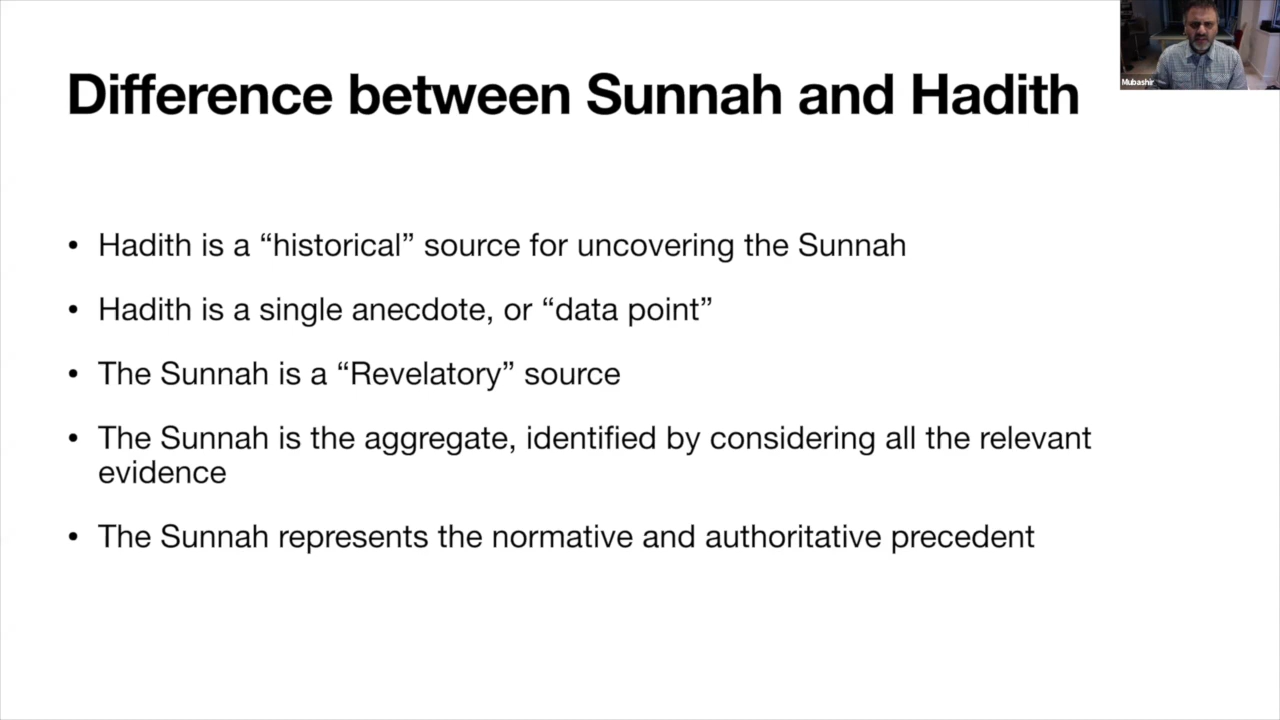 Difference between Sunnah and Hadith
Mubashir
• Hadith is a “historical” source for uncovering the Sunnah
• Hadith is a single anecdote, or “data point”
• The Sunnah is a “Revelatory” source
• The Sunnah is the aggregate, identified by considering all the relevant
evidence
• The Sunnah represents the normative and authoritative precedent